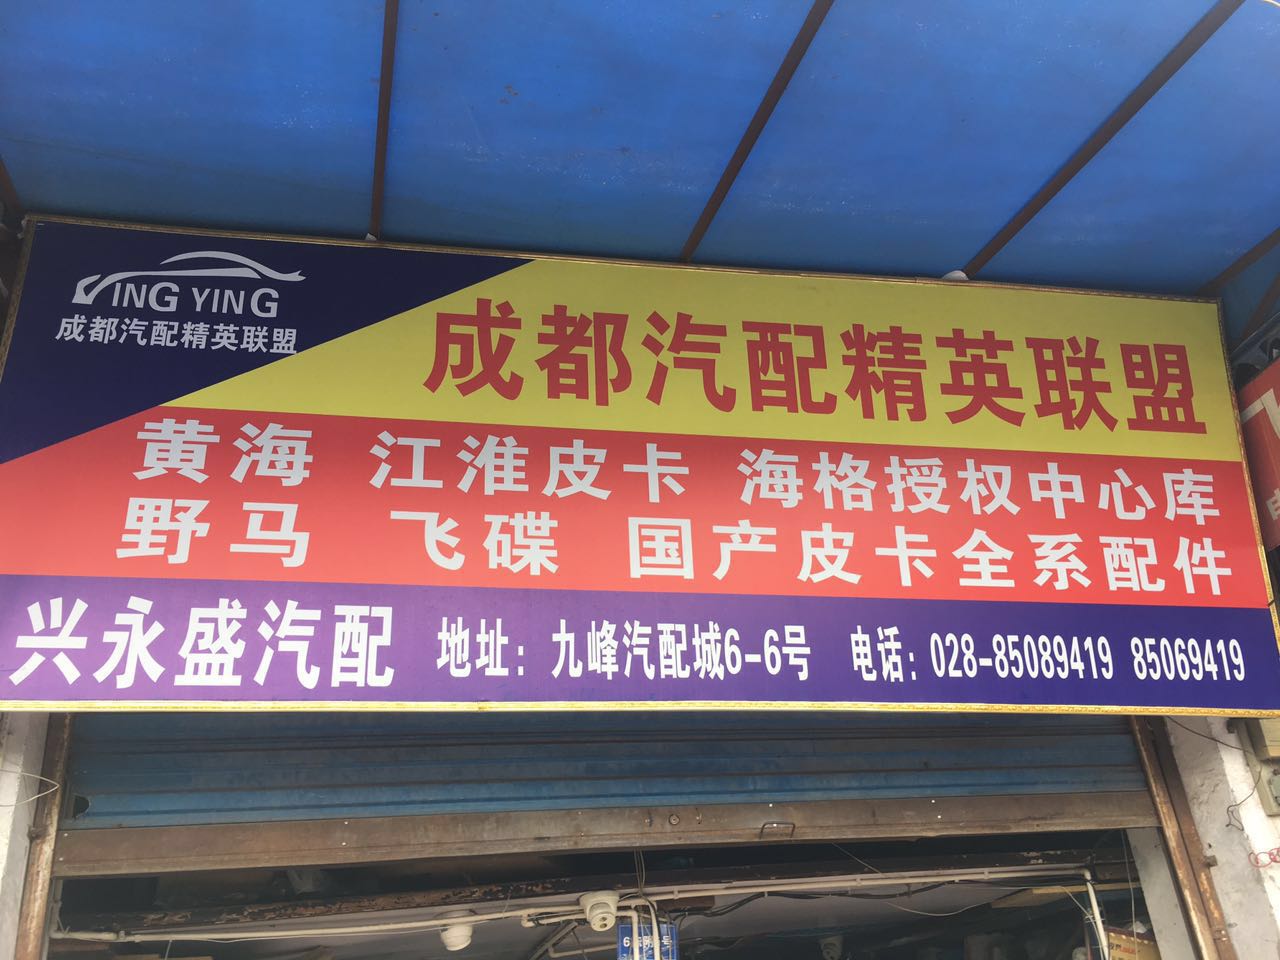 JING YING
成都汽配精英联盟
成都汽配精英联盟
黄海 江淮皮卡 海格授权中心库
野马 飞碟 国产皮卡全系配件
兴永盛汽配 地址：九峰汽配城6-6号 电话：028-85089419 85069419